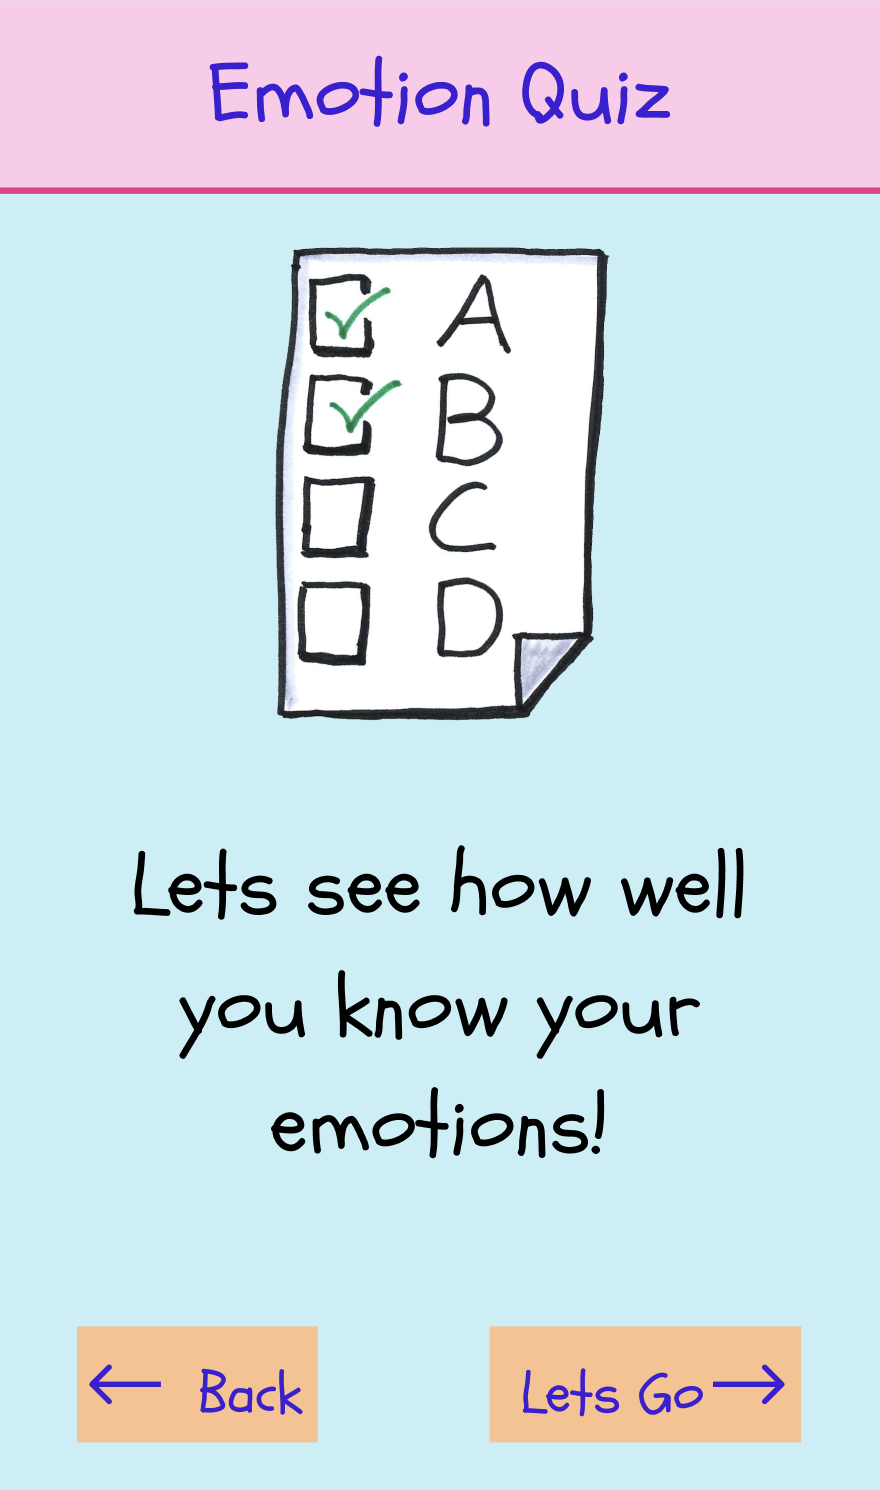 Emotion Quiz
A
B
C
D
Lets see how well
you know your
emotions!
Back
Lets Go